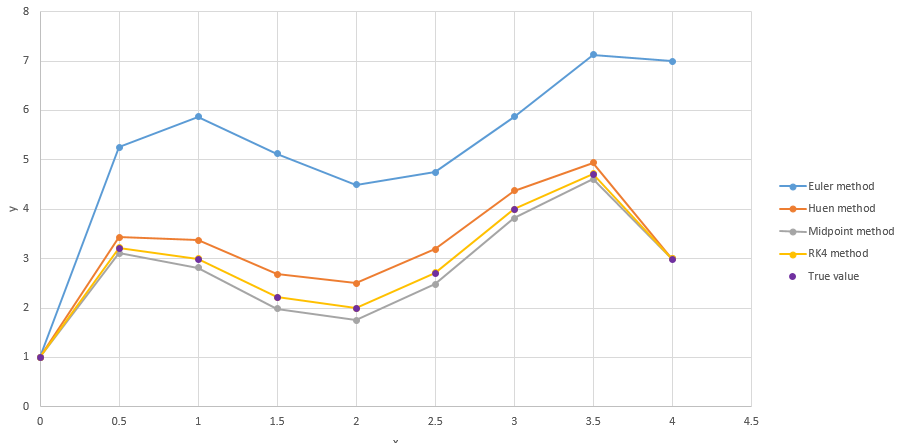 8
7
6
5
4
3
2
1
0
y
0 0.5 1 1.5 2 2.5 3 3.5 4 4.5
x
Euler method
Huen method
Midpoint method
RK4 method
True value